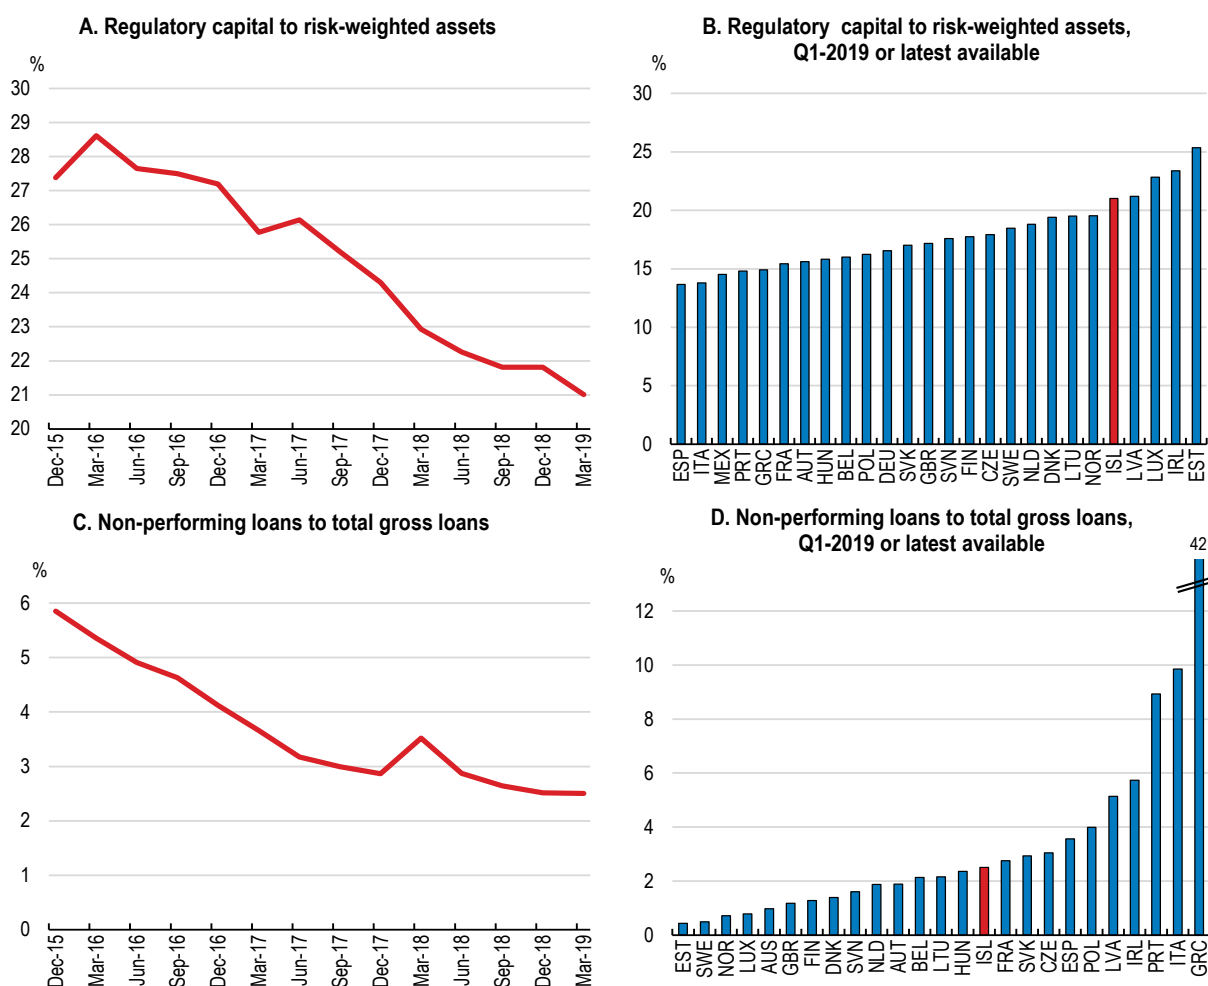 A. Regulatory capital to risk-weighted assets
%
30
29
28
27
26
25
24
23
22
21
20
Dec-15
Mar-16
Jun-16
Sep-16
Dec-16
Mar-17
Jun-17
Sep-17
Dec-17
Mar-18
Jun-18
Sep-18
Dec-18
Mar-19
B. Regulatory capital to risk-weighted assets,
Q1-2019 or latest available
%
30
25
20
15
10
5
0
ESP
ITA
MEX
PRT
GRC
FRA
AUT
HUN
BEL
POL
DEU
SVK
GBR
SVN
FIN
CZE
SWE
NLD
DNK
LTU
NOR
ISL
LVA
LUX
IRL
EST
C. Non-performing loans to total gross loans
%
6
5
4
3
2
1
0
Dec-15
Mar-16
Jun-16
Sep-16
Dec-16
Mar-17
Jun-17
Sep-17
Dec-17
Mar-18
Jun-18
Sep-18
Dec-18
Mar-19
D. Non-performing loans to total gross loans,
Q1-2019 or latest available
42
%
12
10
8
6
4
2
0
EST
SWE
NOR
LUX
AUS
GBR
FIN
DNK
SVN
NLD
AUT
BEL
LTU
HUN
ISL
FRA
SVK
CZE
ESP
POL
LVA
IRL
PRT
ITA
GRC